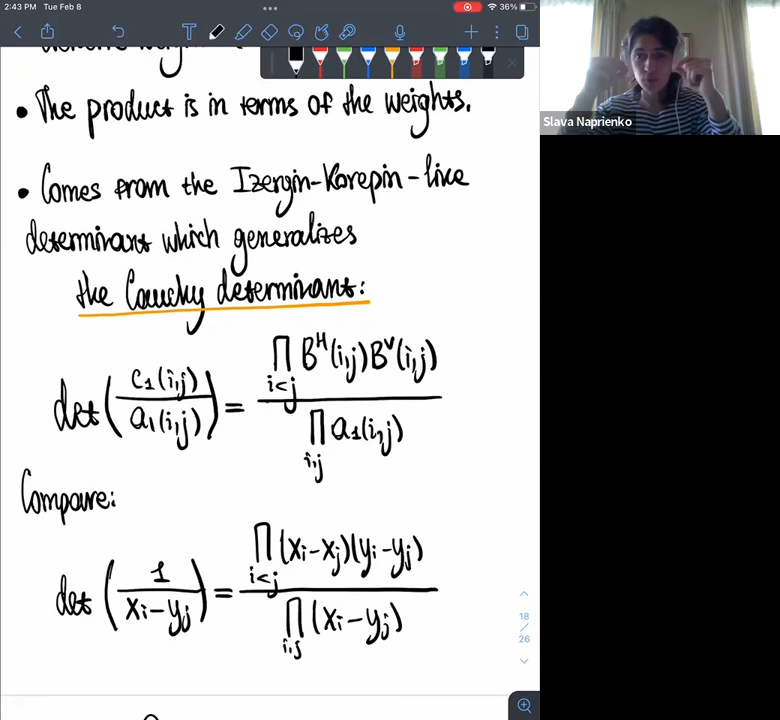 2:43 PM Tue Feb 8
36%
• The product is in terms of the weights.
• Comes from the Izergin-Korepin-like
determinant which generalizes
the Cauchy determinant:
det(c₁(i,j)/a₁(i,j)) = ∏_{i<j} Bᴴ(i,j)Bⱽ(i,j) / ∏_{i,j} a₁(i,j)
Compare:
det(1/(xᵢ-yⱼ)) = ∏_{i<j} (xᵢ-xⱼ)(yᵢ-yⱼ) / ∏_{i,j} (xᵢ-yⱼ)
18
/
26
Slava Naprienko